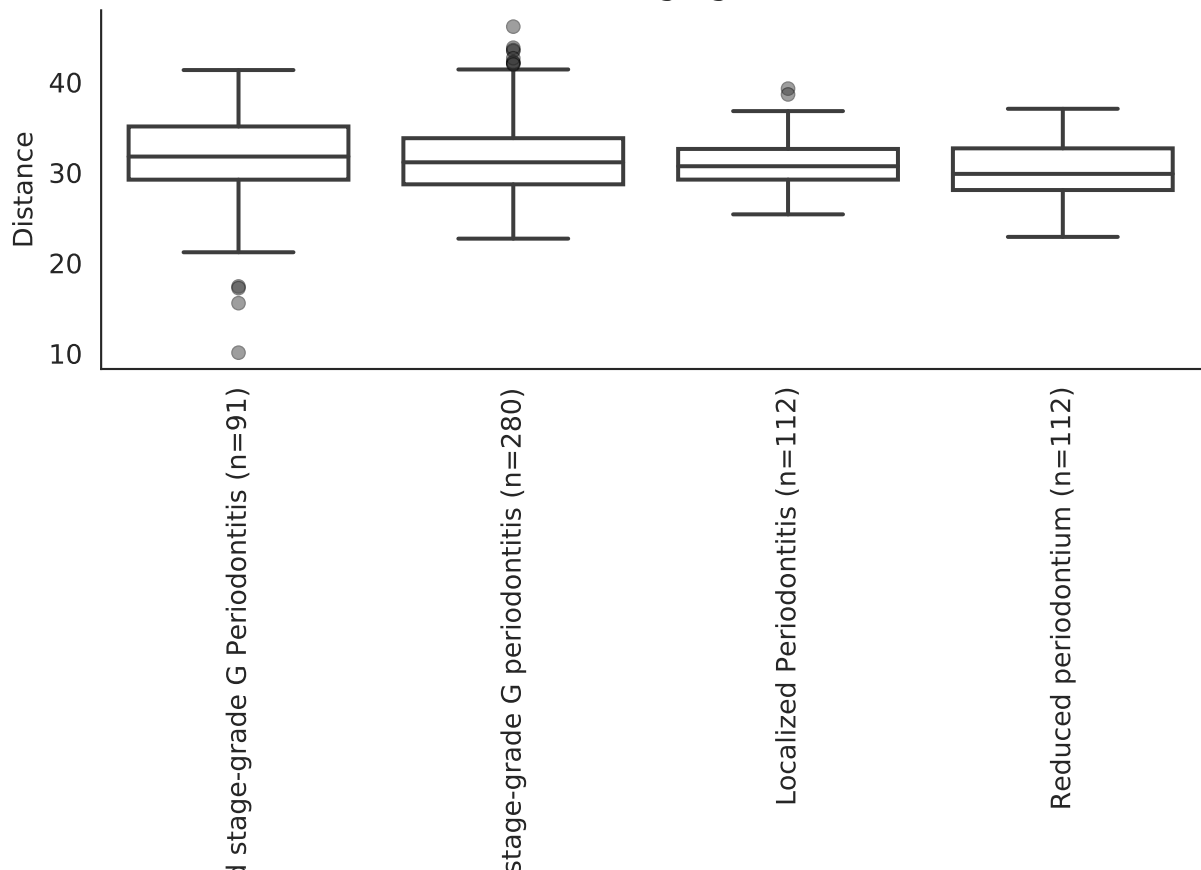 Distance
40
30
20
10
stage-grade G Periodontitis (n=91)
stage-grade G periodontitis (n=280)
Localized Periodontitis (n=112)
Reduced periodontium (n=112)